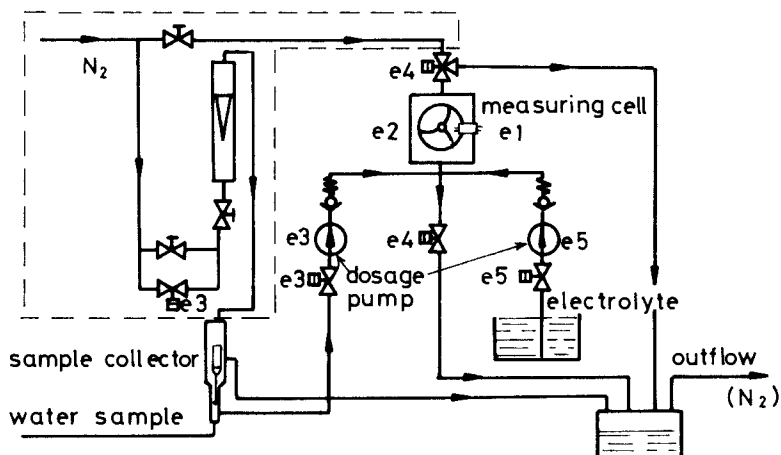 N₂
e4
measuring cell
e2
e1
e3
e4
e5
e3
dosage
pump
e5
e3
electrolyte
sample collector
outflow
(N₂)
water sample